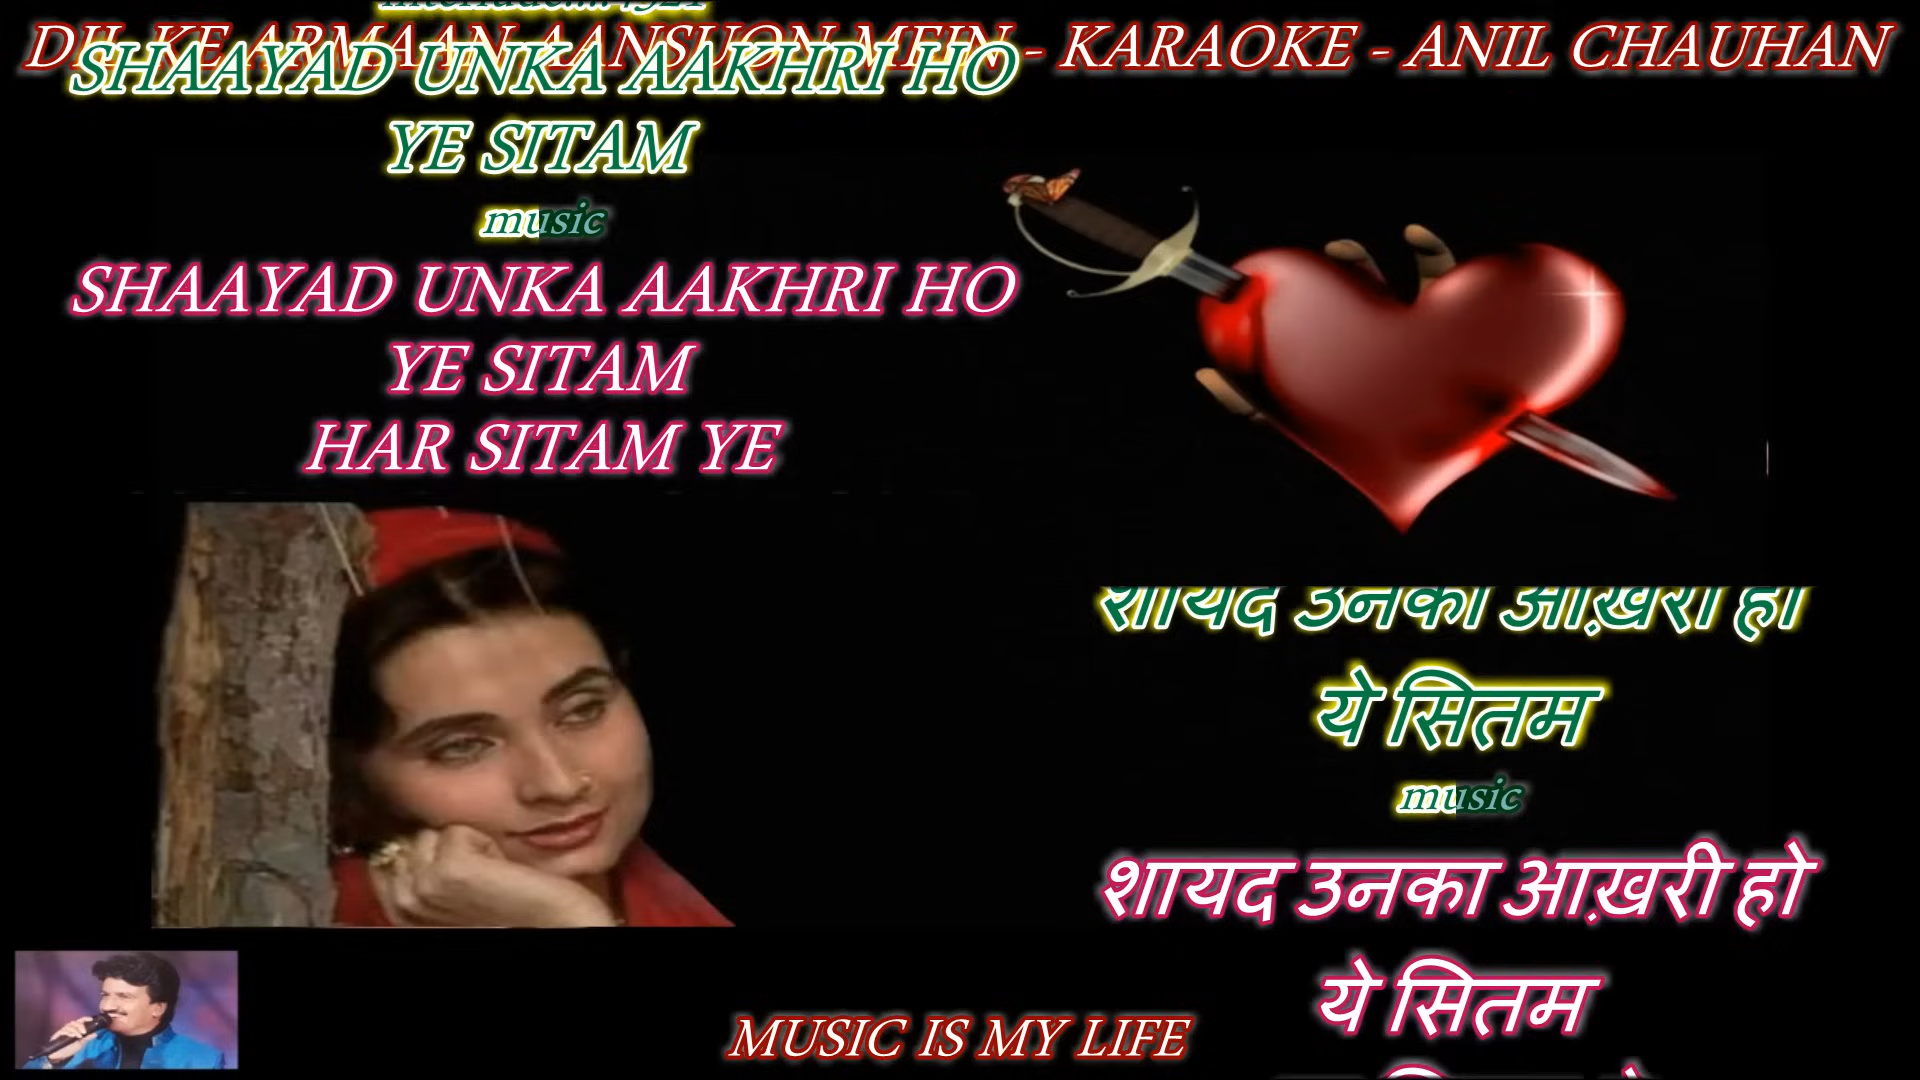 DIL KE ARMAAN AANSUON MEIN - KARAOKE - ANIL CHAUHAN
SHAAYAD UNKA AAKHRI HO
YE SITAM
music
SHAAYAD UNKA AAKHRI HO
YE SITAM
HAR SITAM YE
शायद उनका आख़री हो
ये सितम
music
शायद उनका आख़री हो
ये सितम
MUSIC IS MY LIFE